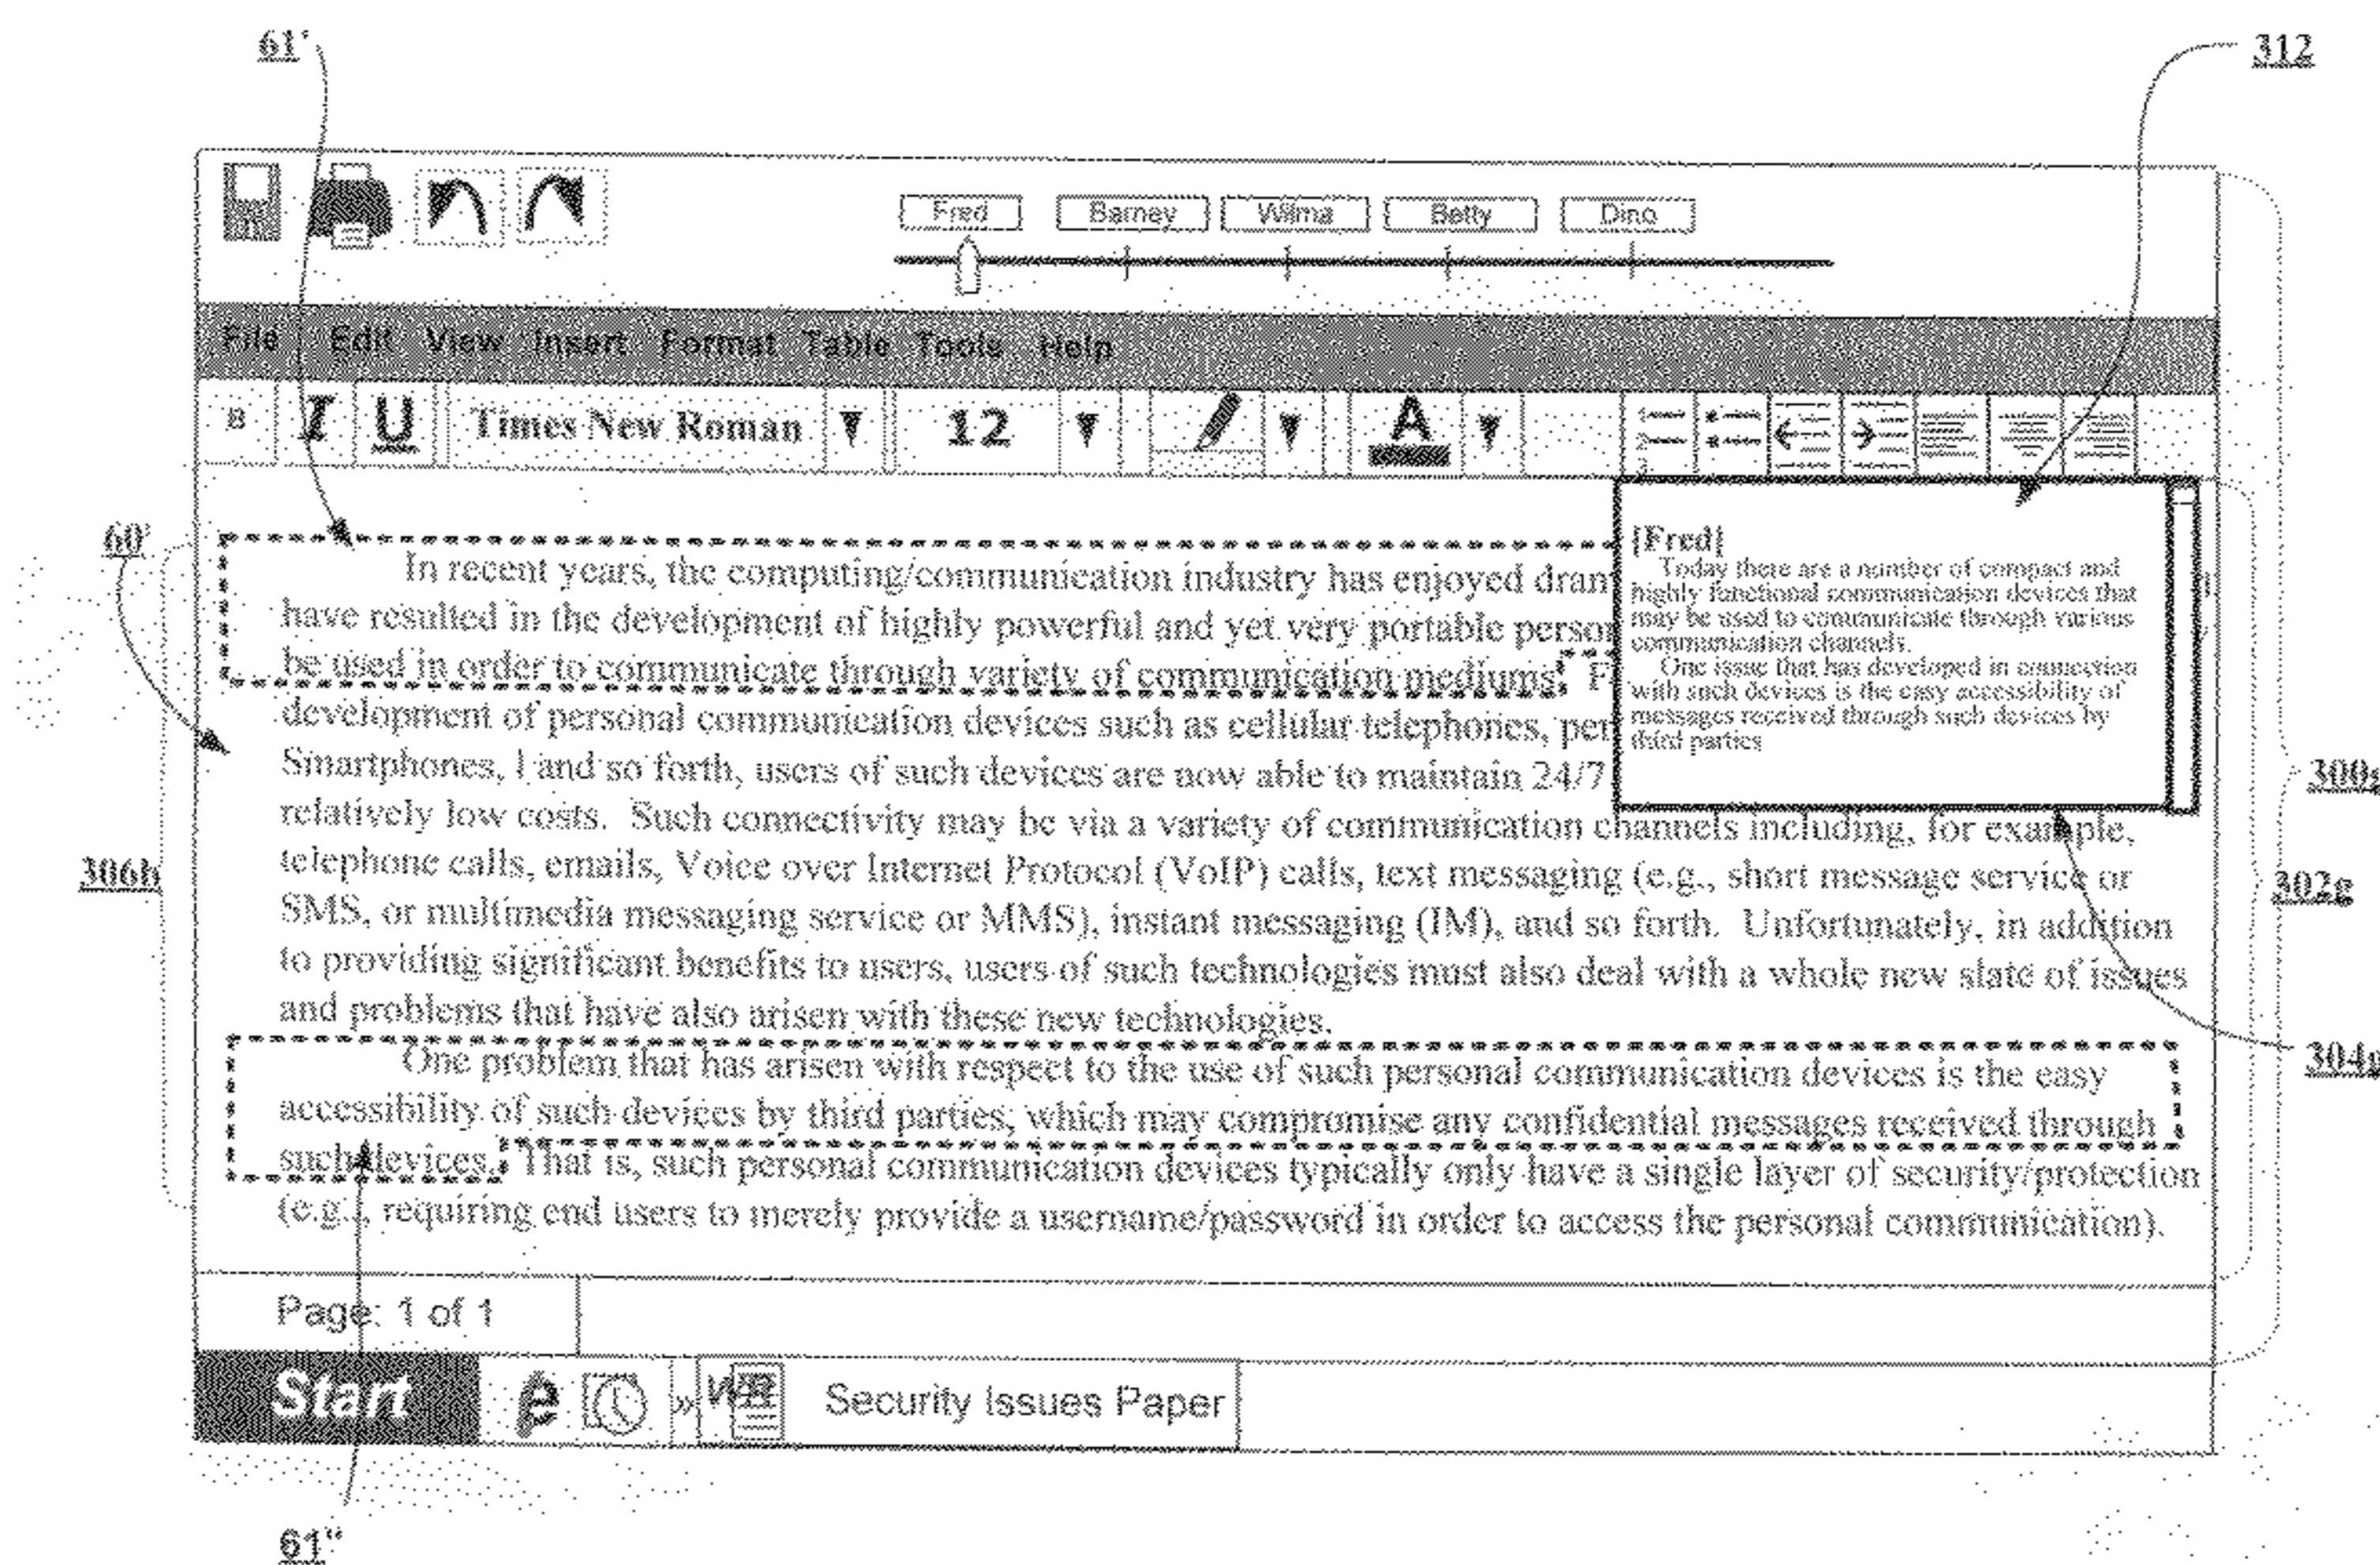 61' 312
Fred Barney Wilma Betty Dino
File Edit View Insert Format Table Tools Help
B I U Times New Roman 12 A
60'
[Fred]
Today there are a number of compact and
highly functional communication devices that
may be used to communicate through various
communication channels.
One issue that has developed in connection
with such devices is the easy accessibility of
messages received through such devices by
third parties
In recent years, the computing/communication industry has enjoyed dram
have resulted in the development of highly powerful and yet very portable person
be used in order to communicate through variety of communication mediums. F
development of personal communication devices such as cellular telephones, per
Smartphones, l and so forth, users of such devices are now able to maintain 24/7
relatively low costs. Such connectivity may be via a variety of communication channels including, for example,
telephone calls, emails, Voice over Internet Protocol (VoIP) calls, text messaging (e.g., short message service or
SMS, or multimedia messaging service or MMS), instant messaging (IM), and so forth. Unfortunately, in addition
to providing significant benefits to users, users of such technologies must also deal with a whole new slate of issues
and problems that have also arisen with these new technologies.
One problem that has arisen with respect to the use of such personal communication devices is the easy
accessibility of such devices by third parties, which may compromise any confidential messages received through
such devices. That is, such personal communication devices typically only have a single layer of security/protection
(e.g., requiring end users to merely provide a username/password in order to access the personal communication).
306h
302g
Page: 1 of 1
Start e » Security Issues Paper
61"